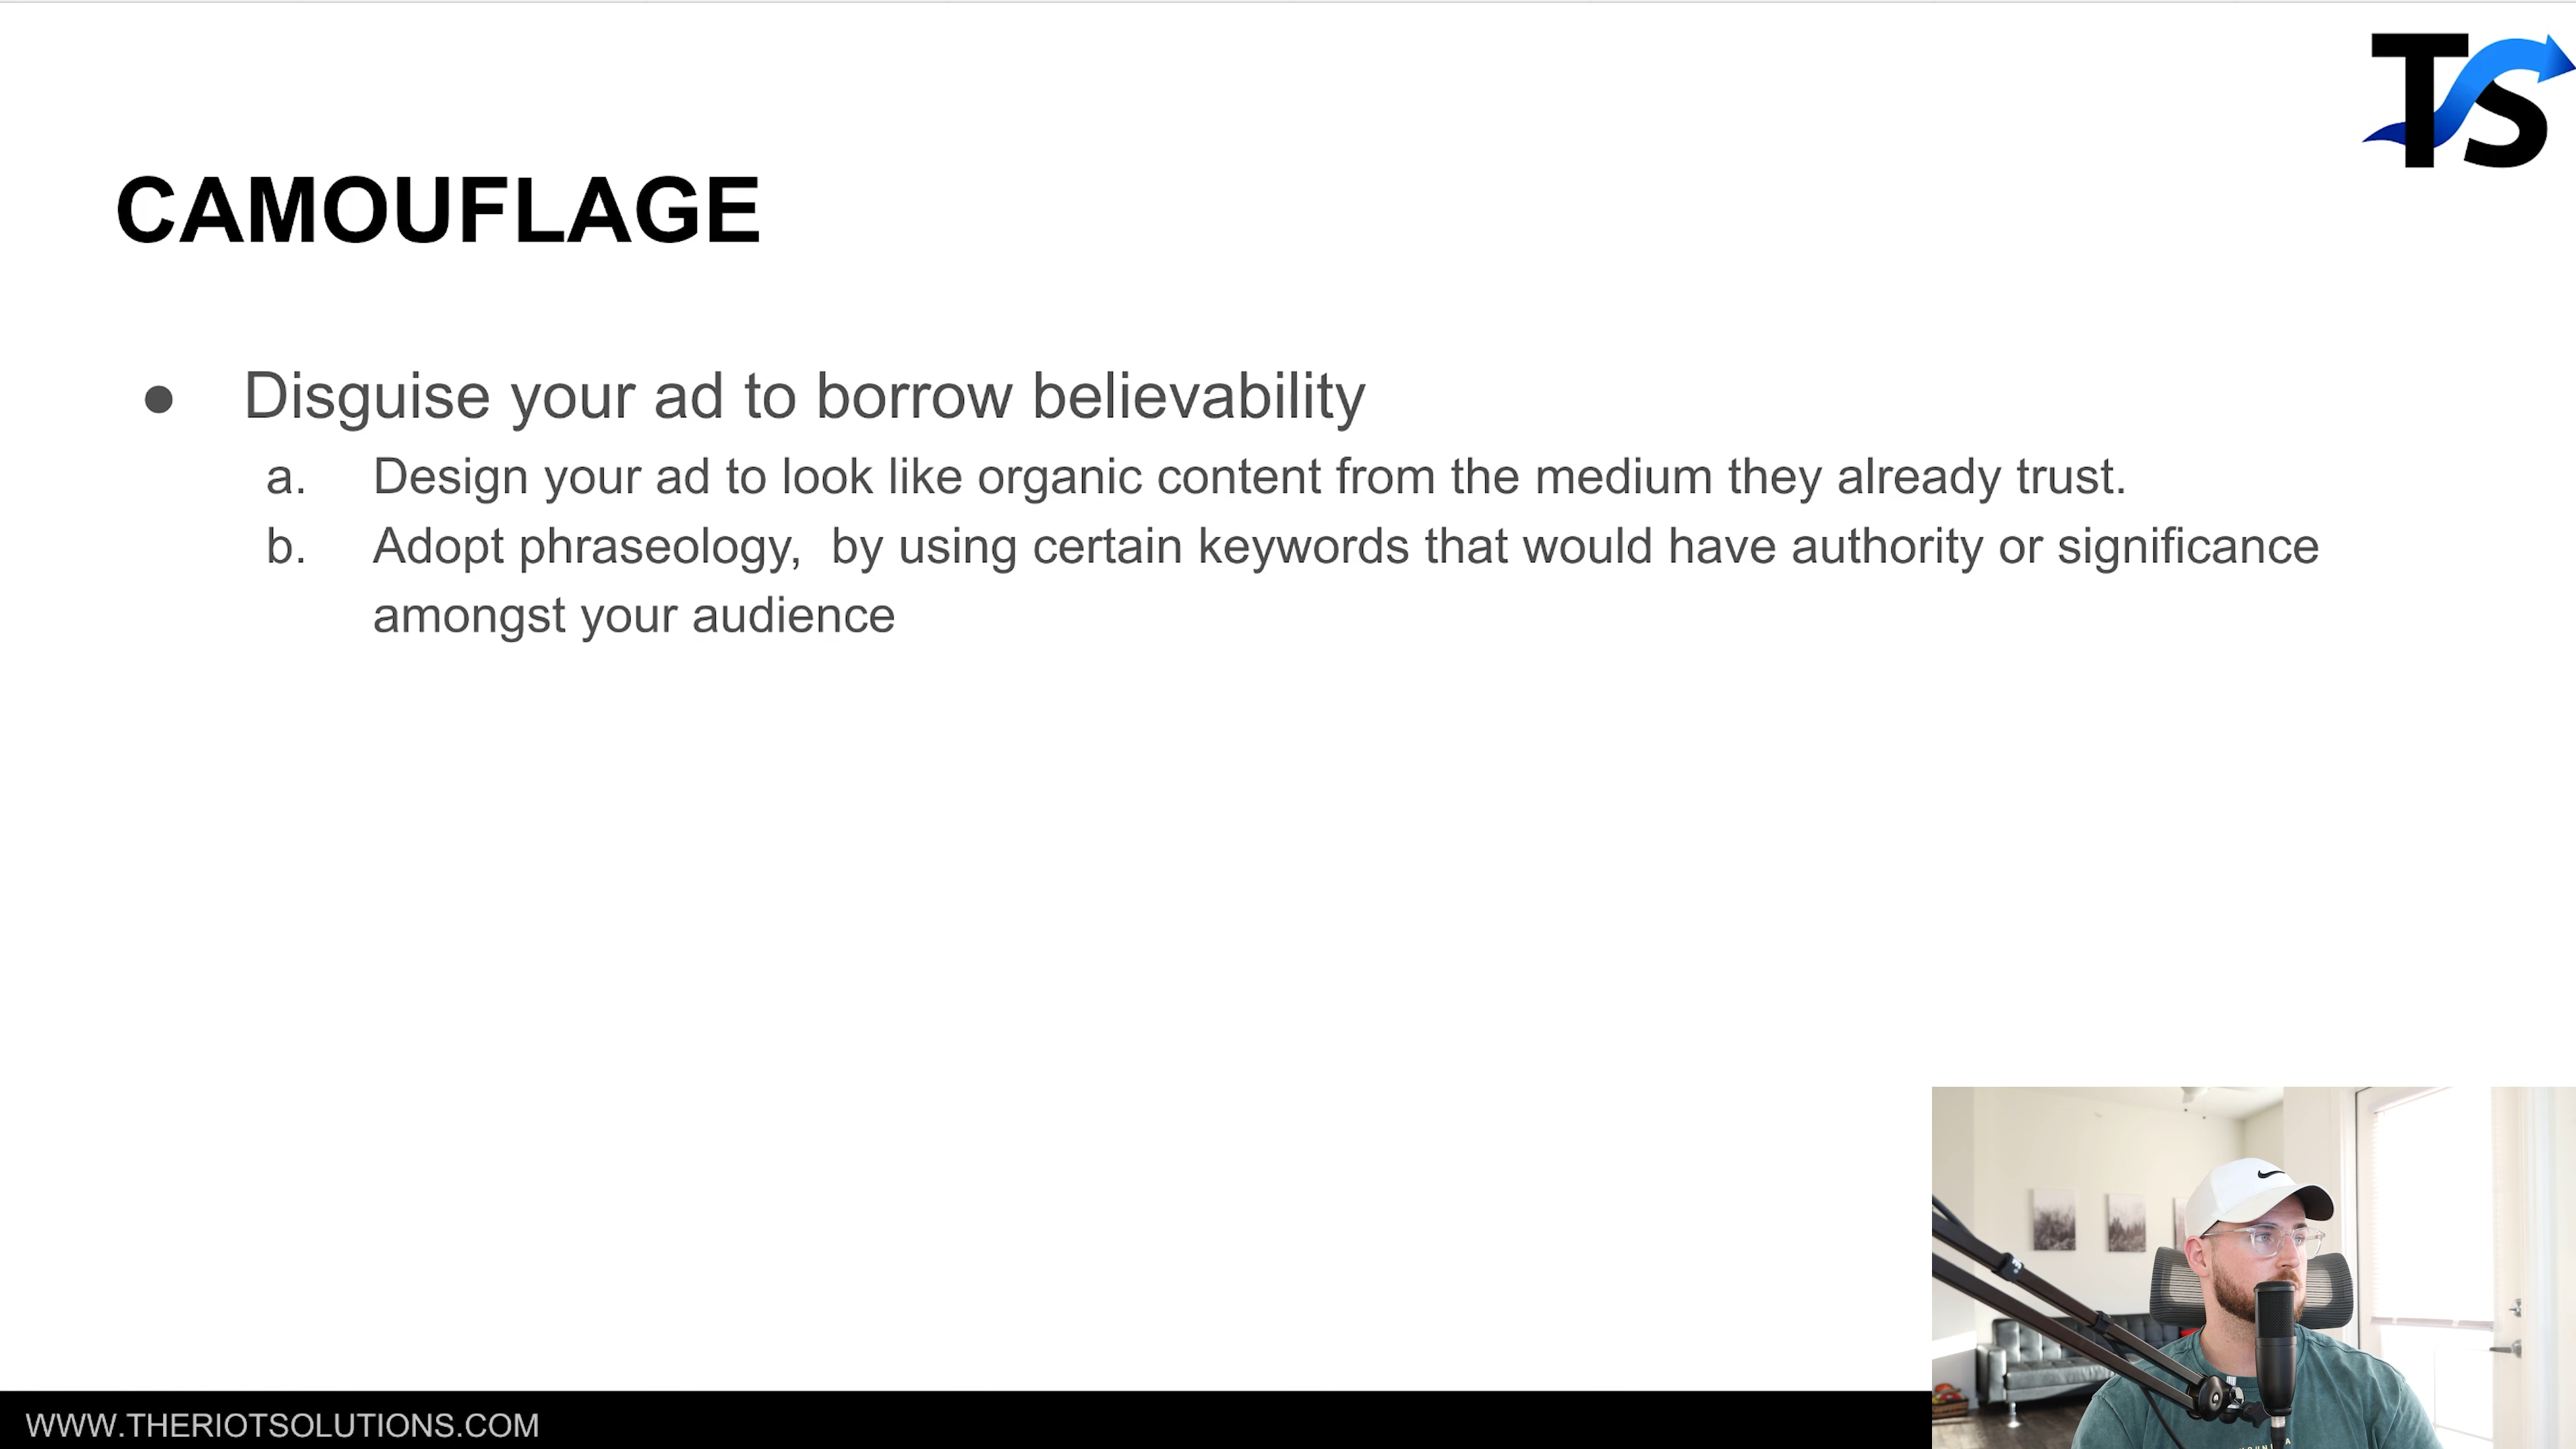 TS
CAMOUFLAGE
● Disguise your ad to borrow believability
a. Design your ad to look like organic content from the medium they already trust.
b. Adopt phraseology,  by using certain keywords that would have authority or significance
amongst your audience
WWW.THERIOTSOLUTIONS.COM